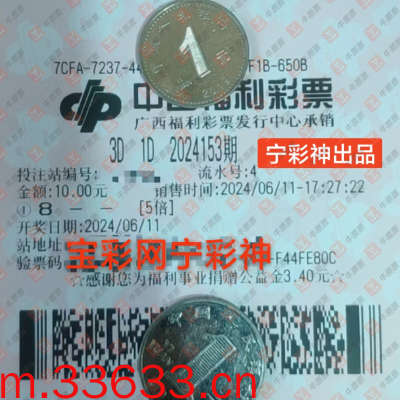 7CFA-7237-44
F1B-650B
1
中国福利彩票
广西福利彩票发行中心承销
3D 1D 2024153期
宁彩神出品
投注站编号:
流水号:4
金额:10.00元
销售时间:2024/06/11-17:27:22
① 8 — — [5倍]
开奖日期:2024/06/11
站地址:
宝彩网宁彩神
验票码:
F44FE80C
☆感谢您为福利事业捐赠公益金3.40元☆
m.33633.cn